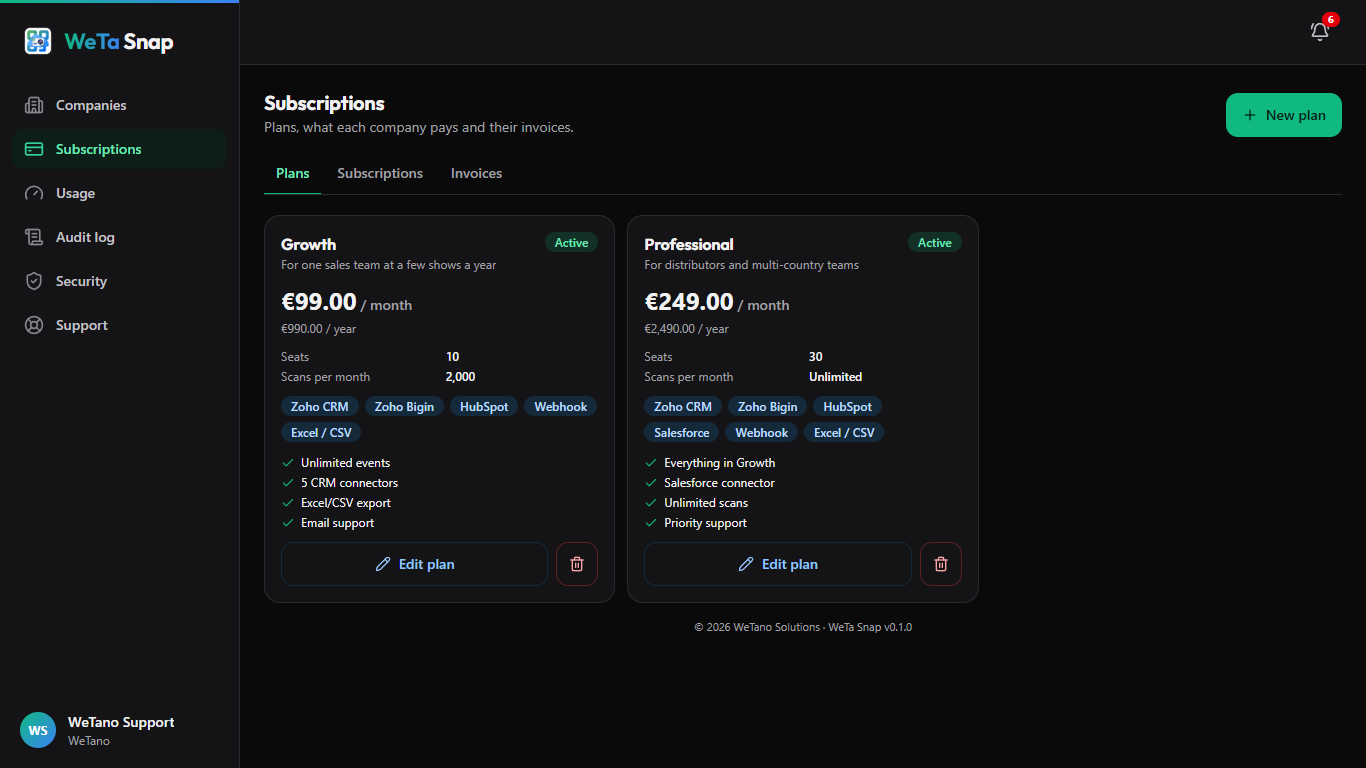 WeTa Snap
6
Companies
Subscriptions
Usage
Audit log
Security
Support
Subscriptions
Plans, what each company pays and their invoices.
+ New plan
Plans Subscriptions Invoices
Growth Active
For one sales team at a few shows a year
€99.00 / month
€990.00 / year
Seats 10
Scans per month 2,000
Zoho CRM Zoho Bigin HubSpot Webhook
Excel / CSV
Unlimited events
5 CRM connectors
Excel/CSV export
Email support
Edit plan
Professional Active
For distributors and multi-country teams
€249.00 / month
€2,490.00 / year
Seats 30
Scans per month Unlimited
Zoho CRM Zoho Bigin HubSpot
Salesforce Webhook Excel / CSV
Everything in Growth
Salesforce connector
Unlimited scans
Priority support
Edit plan
© 2026 WeTano Solutions · WeTa Snap v0.1.0
WS
WeTano Support
WeTano